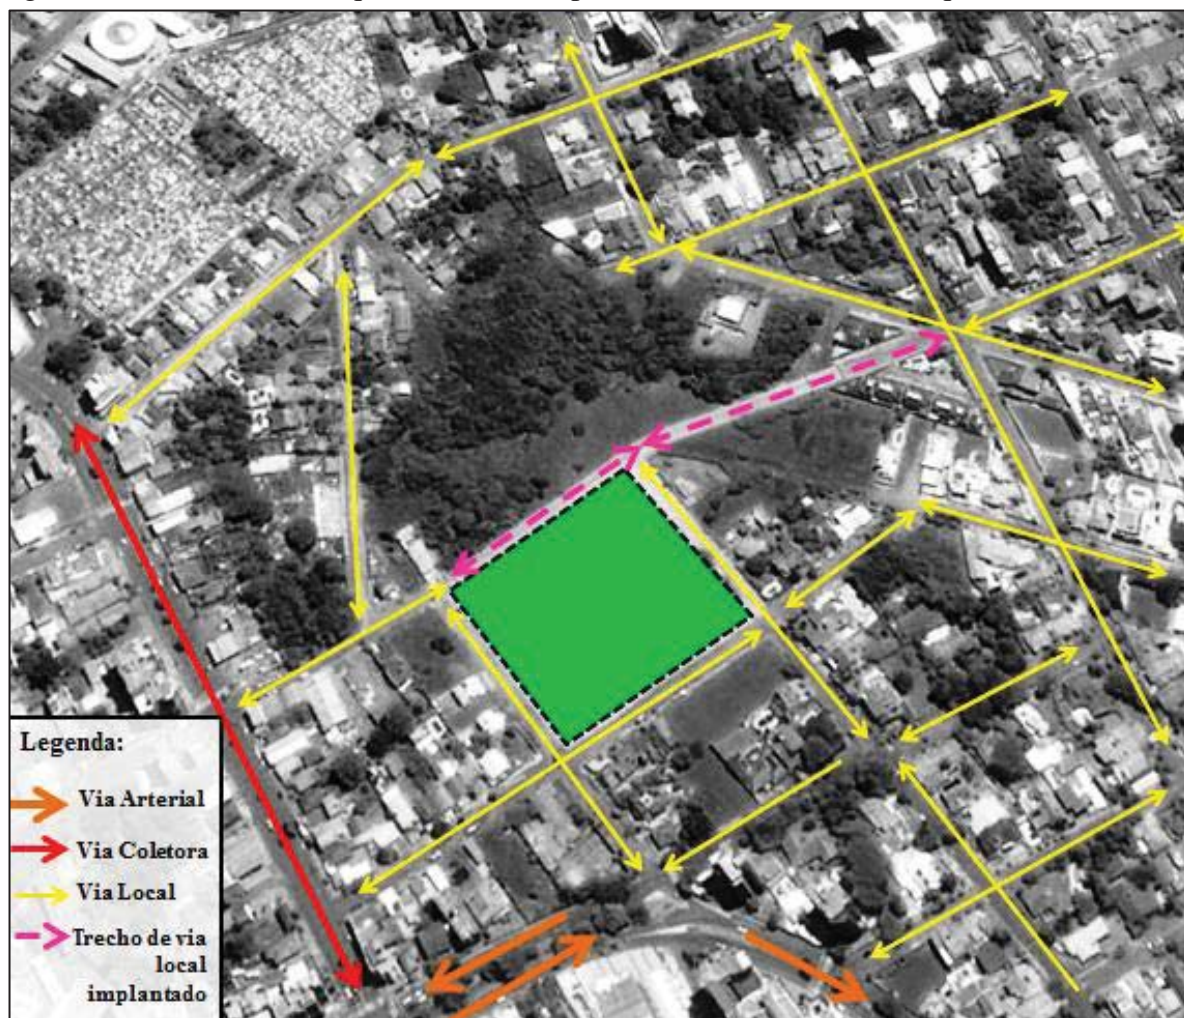 Legenda:
Via Arterial
Via Coletora
Via Local
Trecho de via
local
implantado